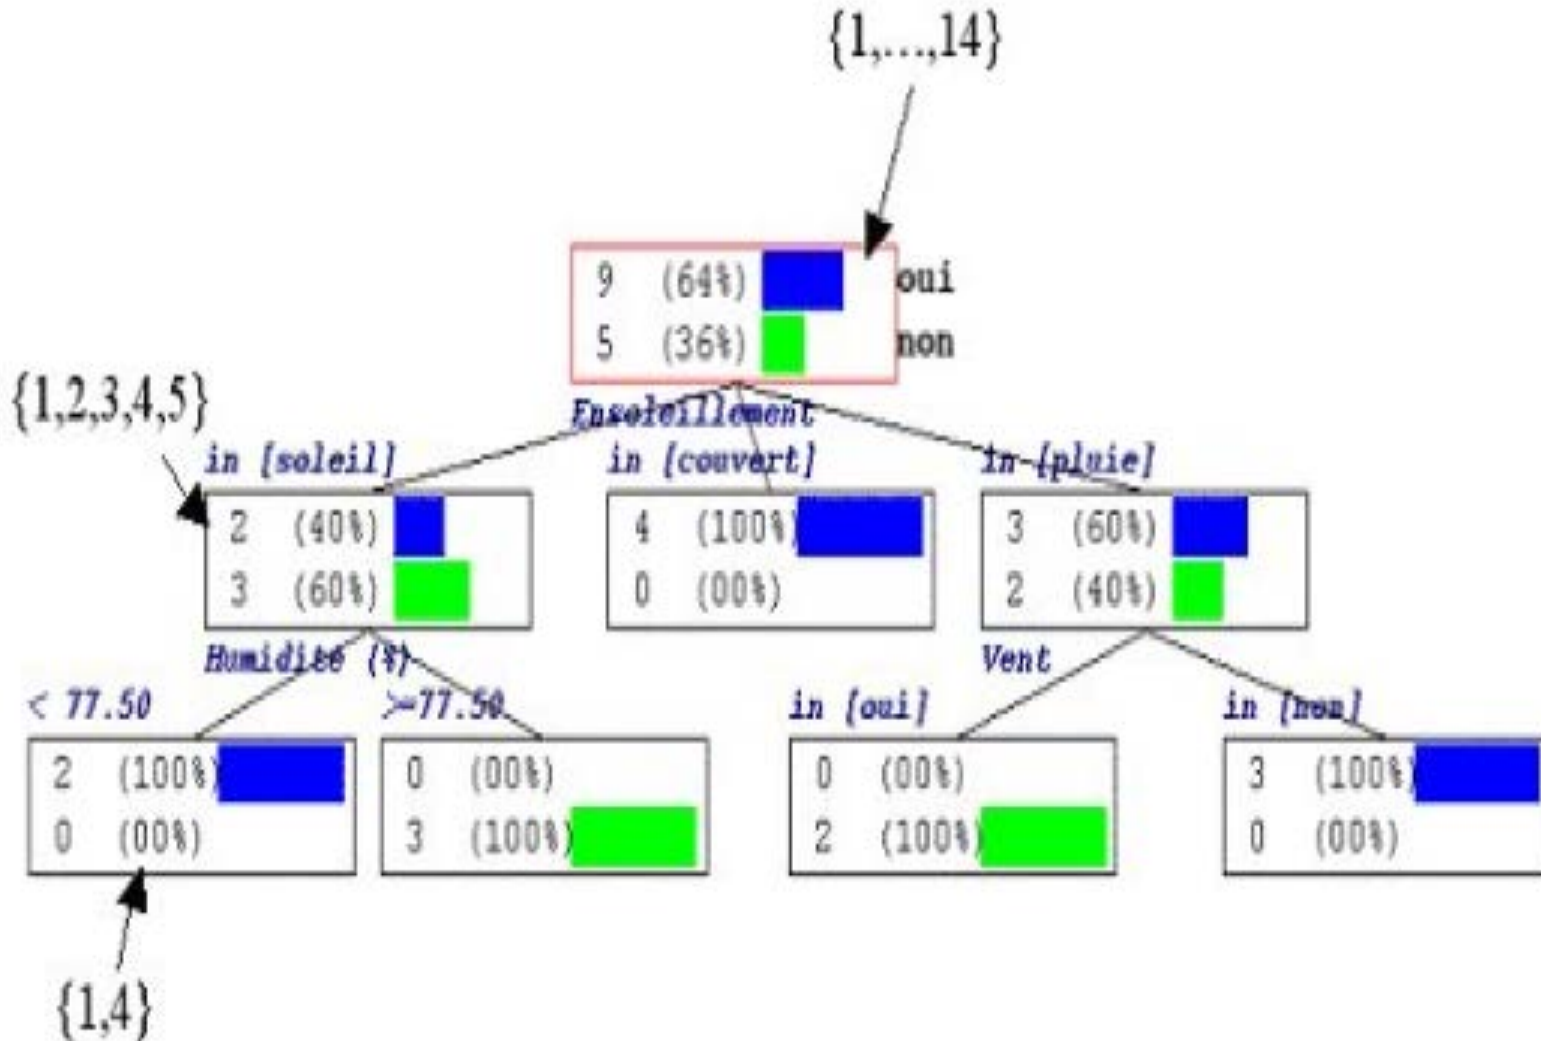 {1,…,14}
9 (64%) oui
5 (36%) non
{1,2,3,4,5}
Ensoleillement
in [soleil] in [couvert] in [pluie]
2 (40%) 4 (100%) 3 (60%)
3 (60%) 0 (00%) 2 (40%)
Humidité (%) Vent
< 77.50 >=77.50 in [oui] in [non]
2 (100%) 0 (00%) 0 (00%) 3 (100%)
0 (00%) 3 (100%) 2 (100%) 0 (00%)
{1,4}